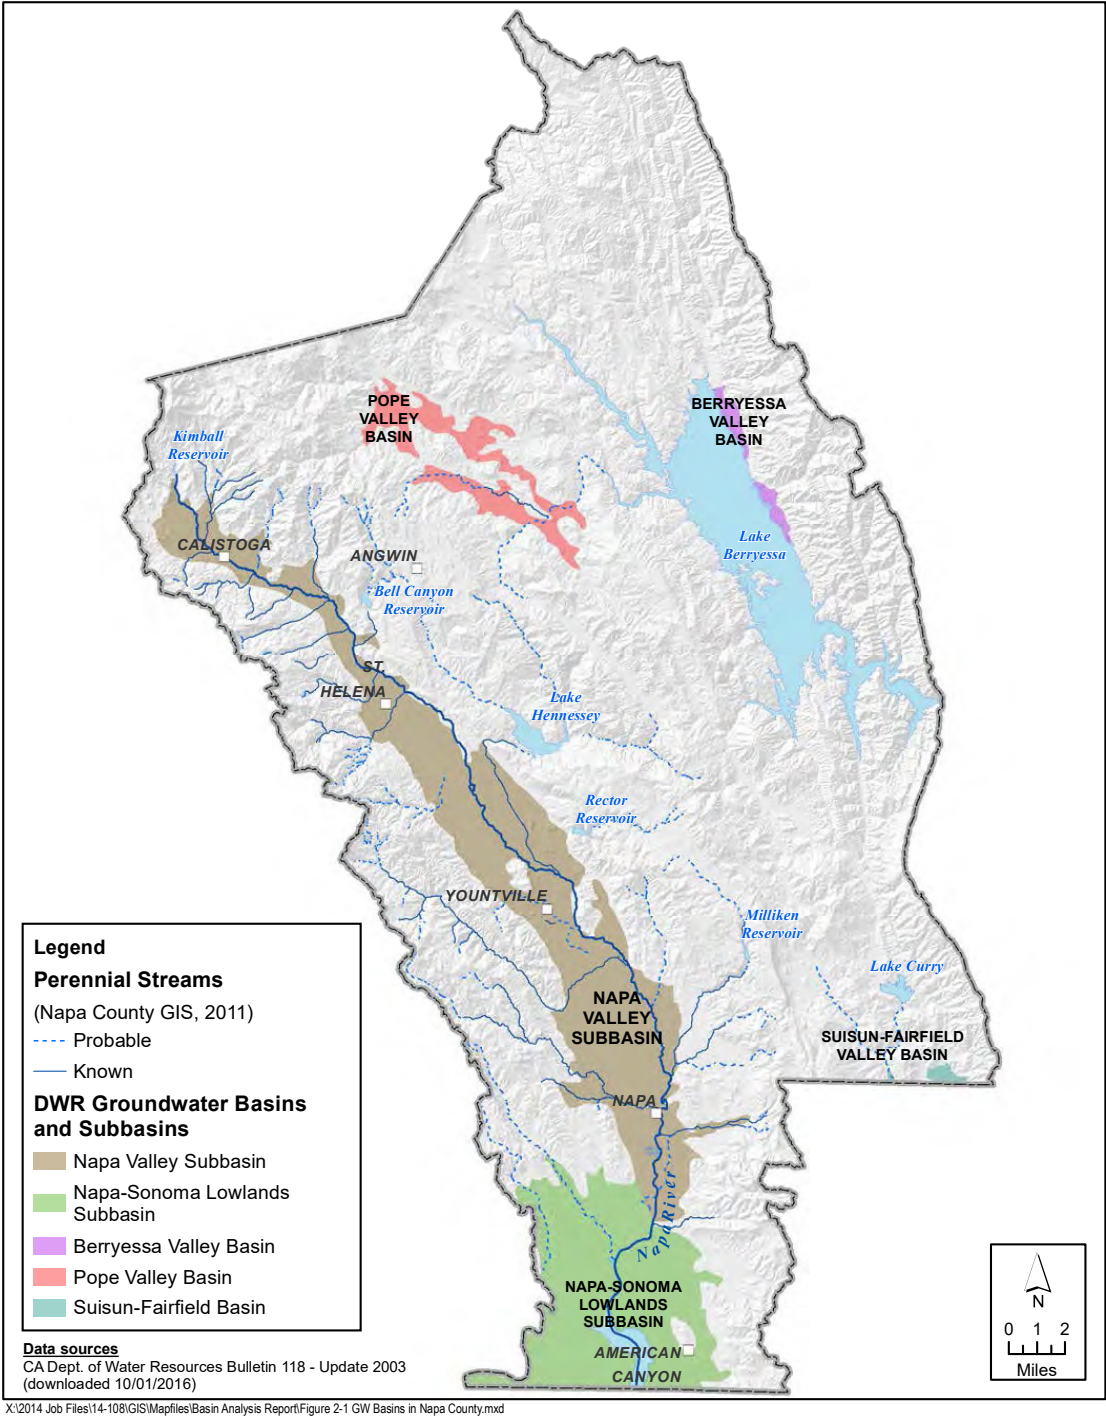 POPE
VALLEY
BASIN
BERRYESSA
VALLEY
BASIN
Kimball
Reservoir
Lake
Berryessa
CALISTOGA
ANGWIN
Bell Canyon
Reservoir
ST.
HELENA
Lake
Hennessey
Rector
Reservoir
YOUNTVILLE
Milliken
Reservoir
Lake Curry
NAPA
VALLEY
SUBBASIN
SUISUN-FAIRFIELD
VALLEY BASIN
NAPA
Napa River
NAPA-SONOMA
LOWLANDS
SUBBASIN
AMERICAN
CANYON
Legend
Perennial Streams
(Napa County GIS, 2011)
Probable
Known
DWR Groundwater Basins
and Subbasins
Napa Valley Subbasin
Napa-Sonoma Lowlands
Subbasin
Berryessa Valley Basin
Pope Valley Basin
Suisun-Fairfield Basin
N
0 1 2
Miles
Data sources
CA Dept. of Water Resources Bulletin 118 - Update 2003
(downloaded 10/01/2016)
X:\2014 Job Files\14-108\GIS\Mapfiles\Basin Analysis Report\Figure 2-1 GW Basins in Napa County.mxd